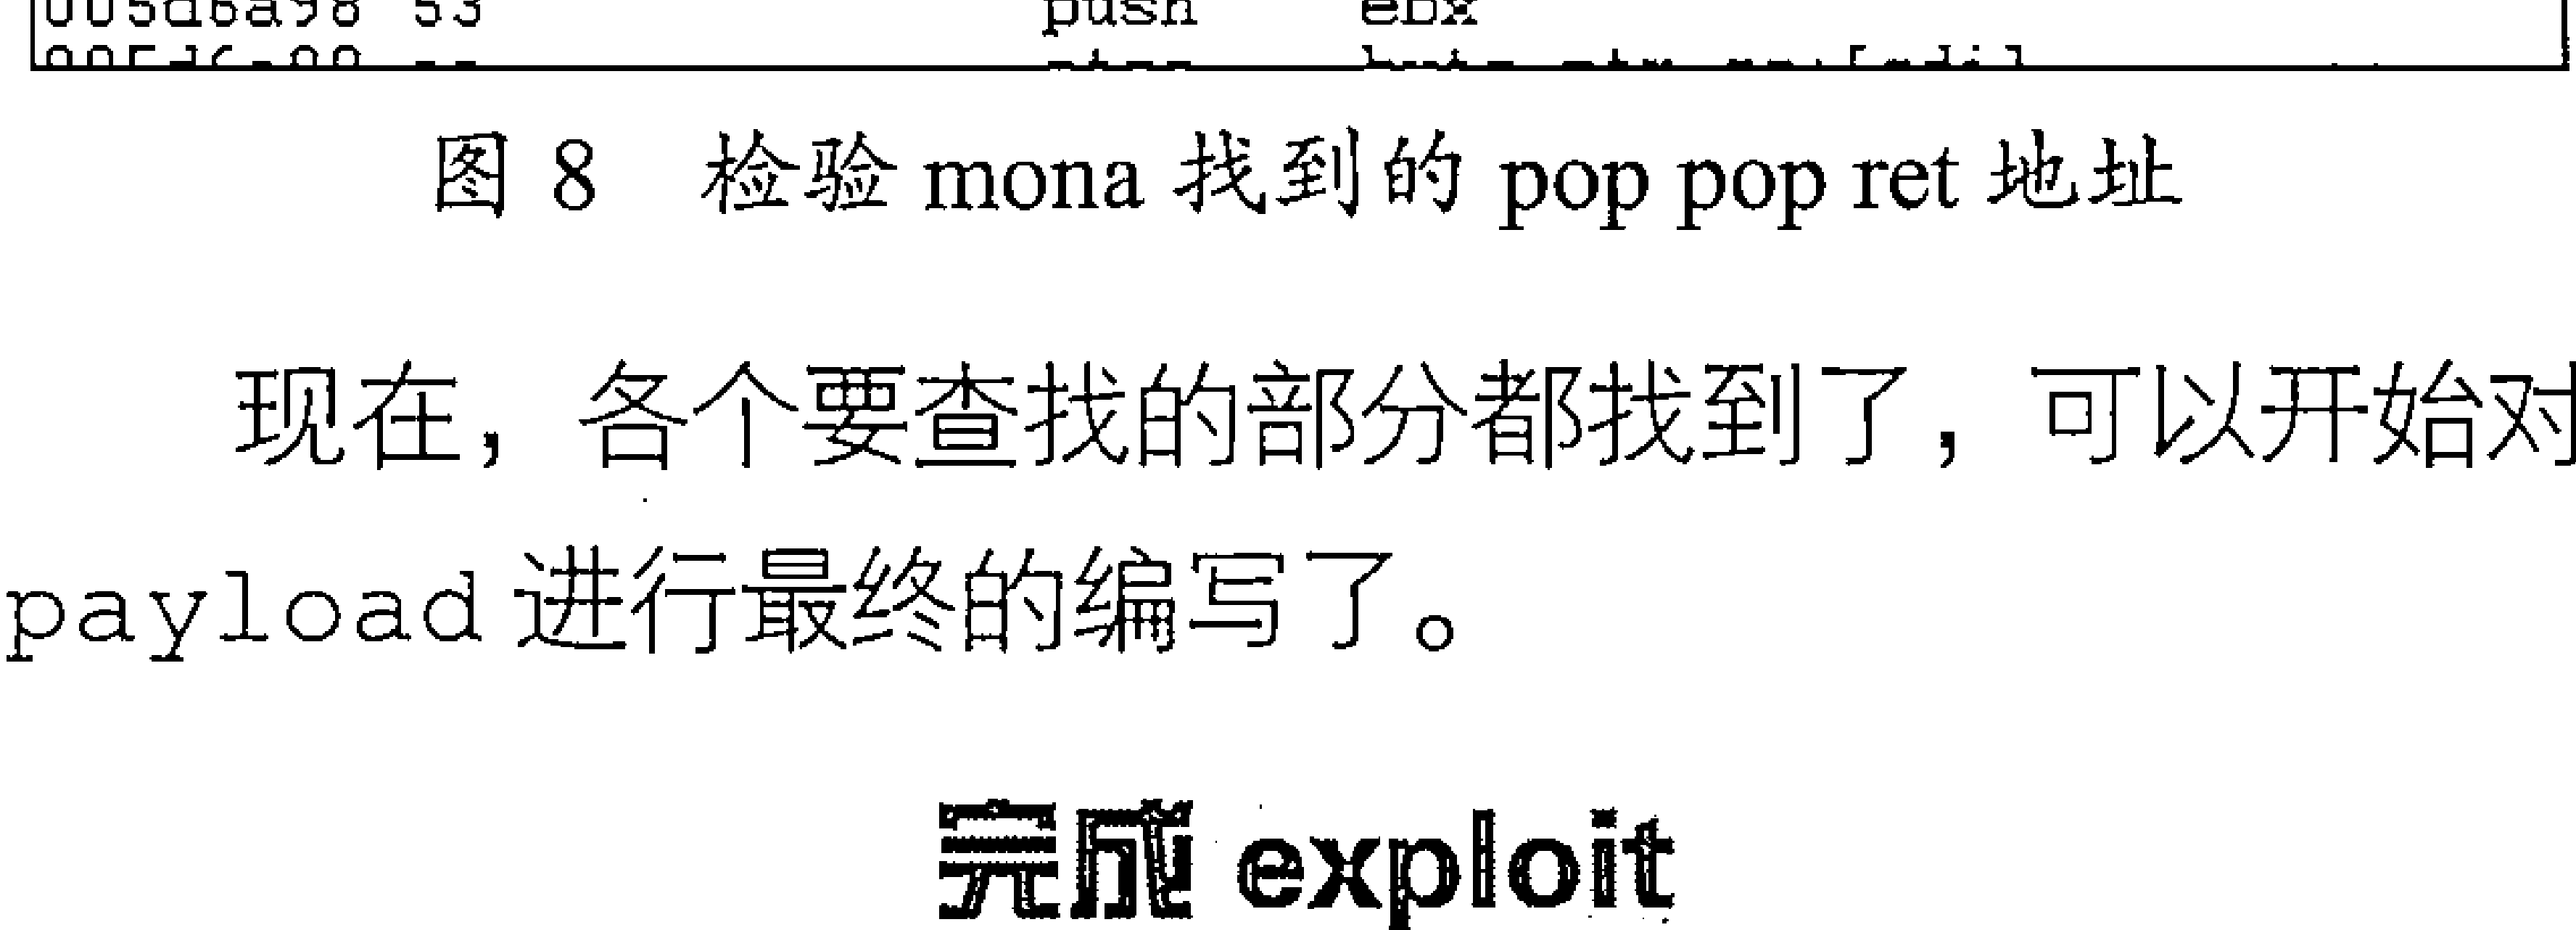 005d6a98 53 push ebx
图 8 检验 mona 找到的 pop pop ret 地址
现在，各个要查找的部分都找到了，可以开始对
payload 进行最终的编写了。
完成 exploit